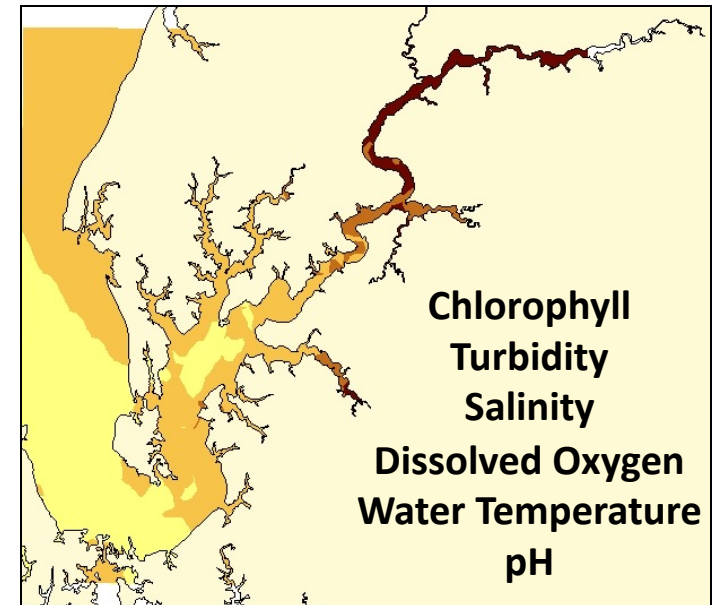 Chlorophyll
Turbidity
Salinity
Dissolved Oxygen
Water Temperature
pH